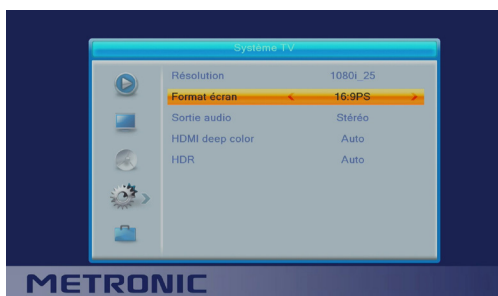 Système TV
Résolution 1080i_25
Format écran 16:9PS
Sortie audio Stéréo
HDMI deep color Auto
HDR Auto
METRONIC